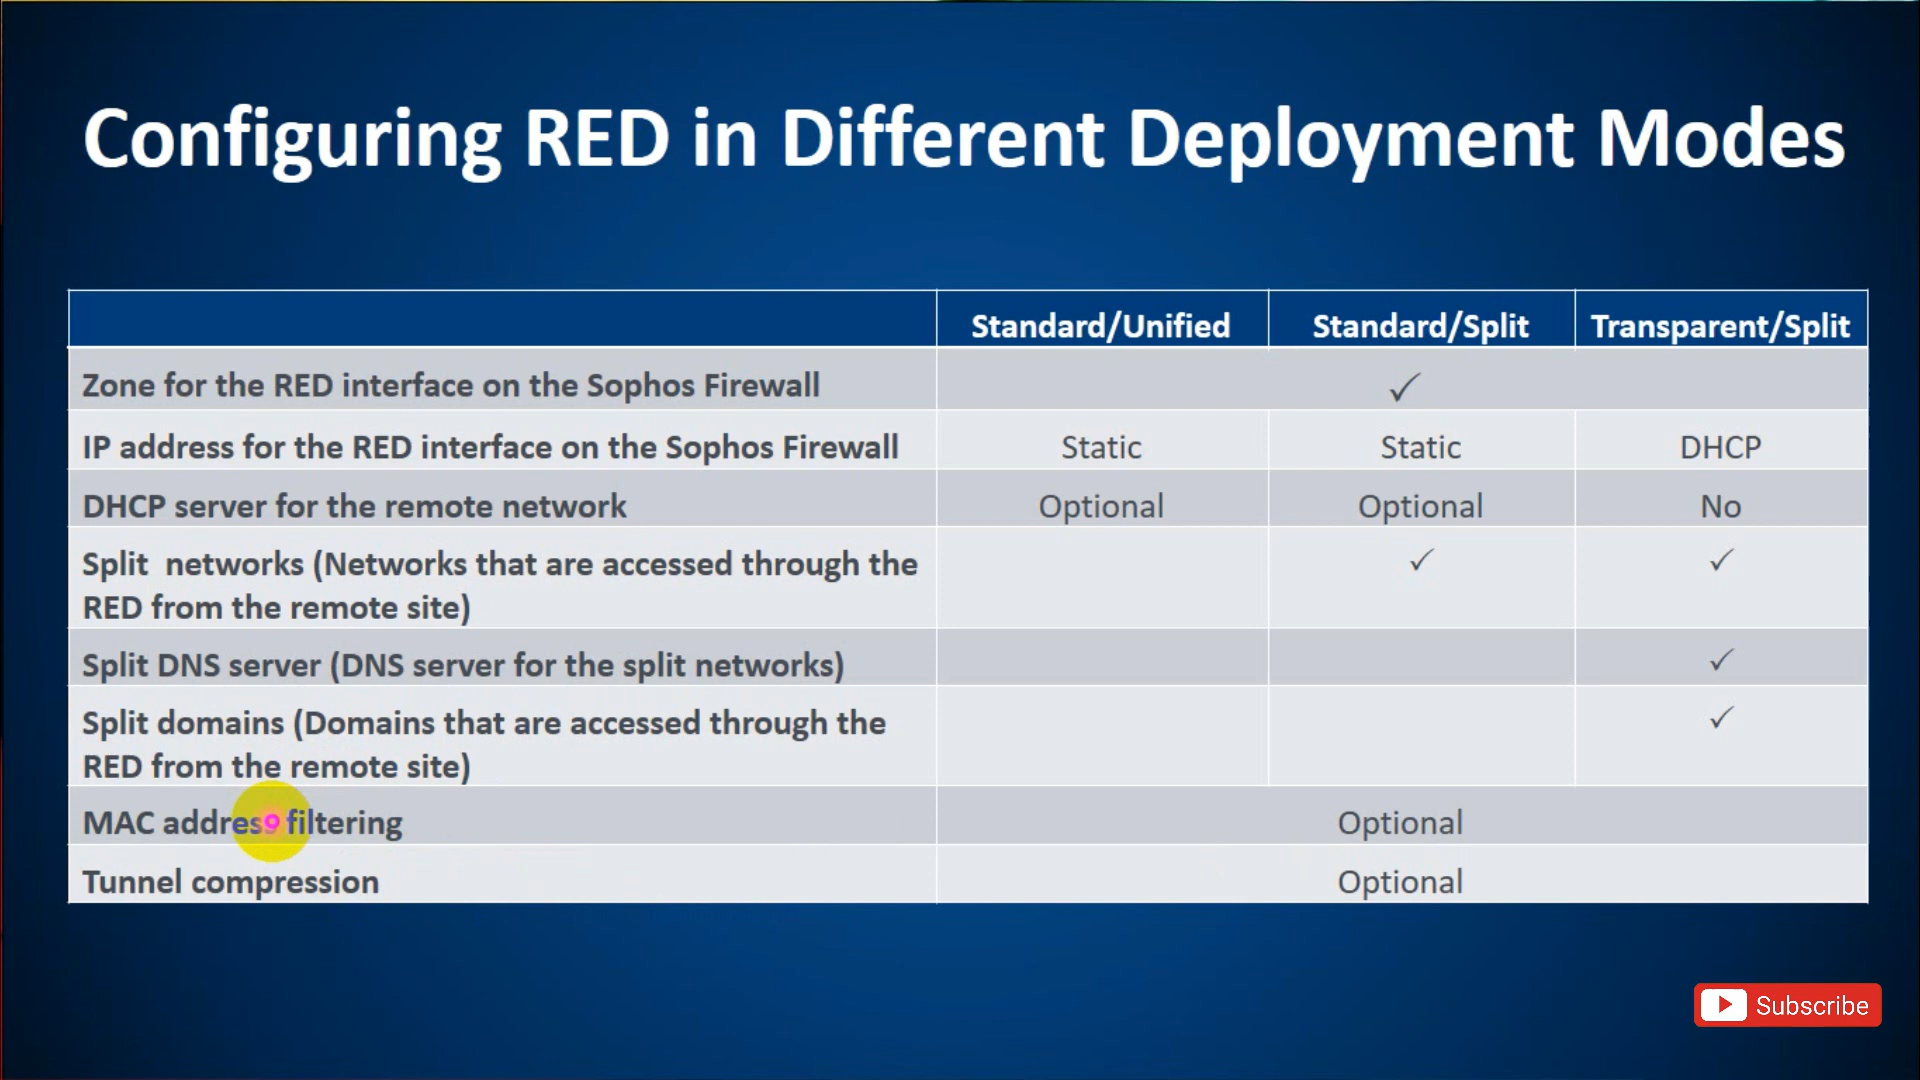 Configuring RED in Different Deployment Modes
Standard/Unified Standard/Split Transparent/Split
Zone for the RED interface on the Sophos Firewall ✓
IP address for the RED interface on the Sophos Firewall Static Static DHCP
DHCP server for the remote network Optional Optional No
Split networks (Networks that are accessed through the ✓ ✓
RED from the remote site)
Split DNS server (DNS server for the split networks) ✓
Split domains (Domains that are accessed through the ✓
RED from the remote site)
MAC address filtering Optional
Tunnel compression Optional
Subscribe